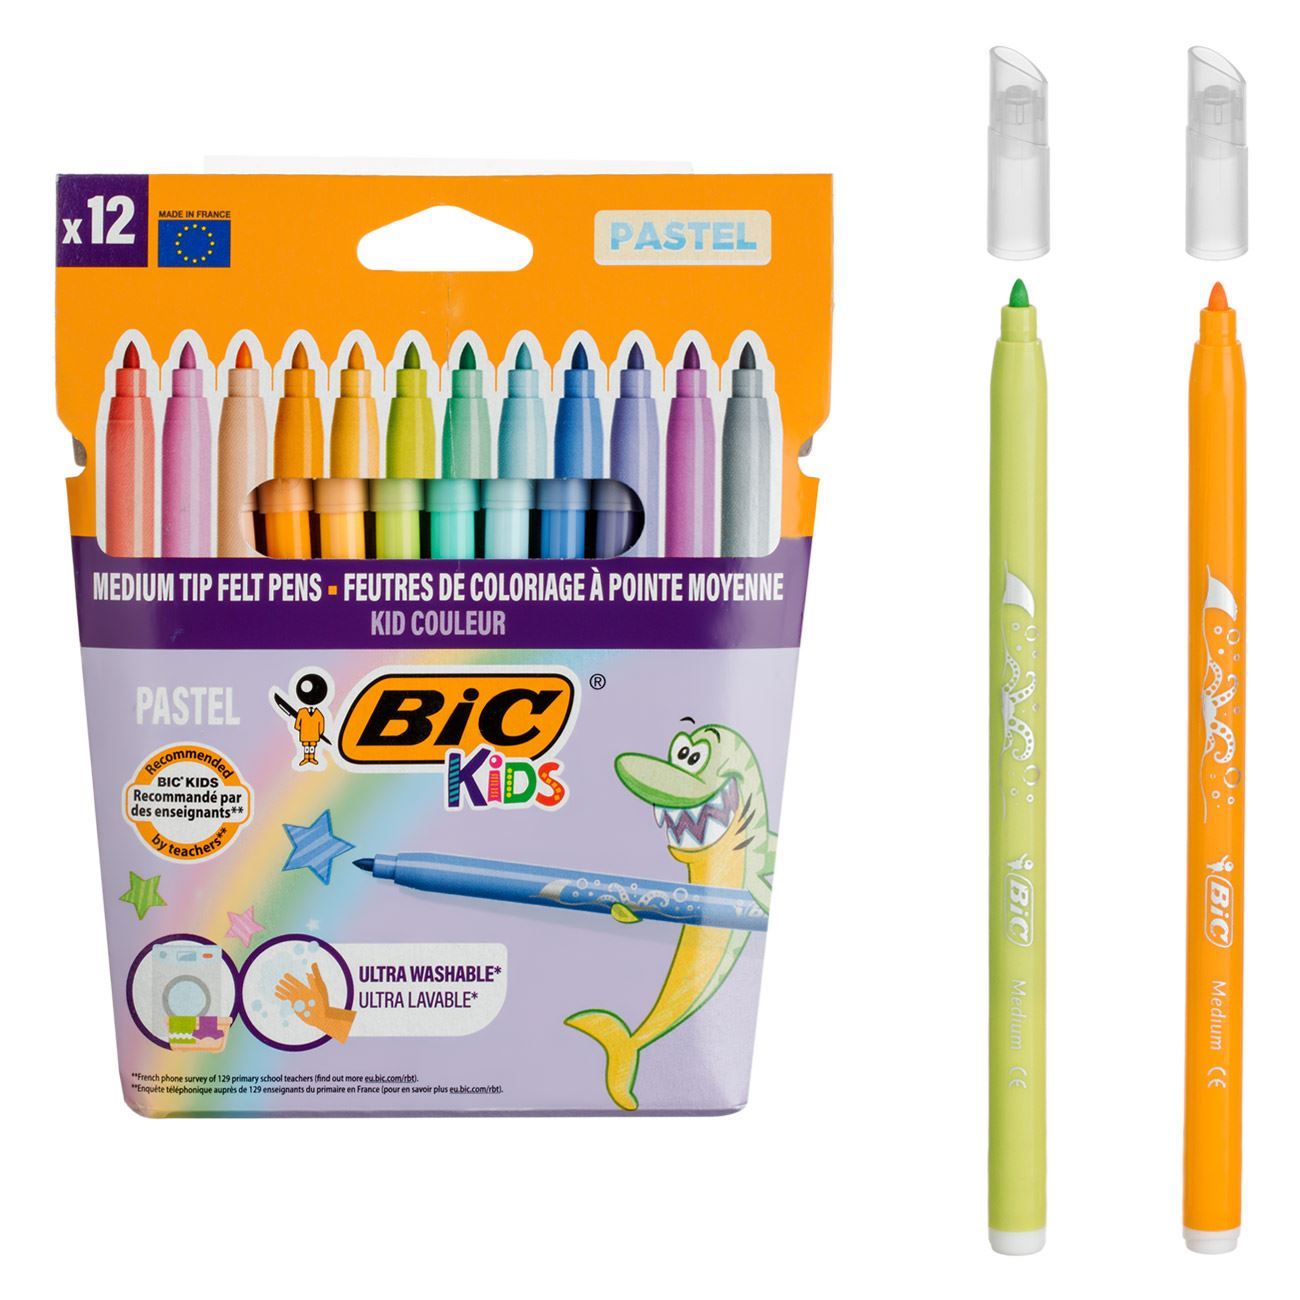 x12
MADE IN FRANCE
PASTEL
MEDIUM TIP FELT PENS ▪ FEUTRES DE COLORIAGE À POINTE MOYENNE
KID COULEUR
PASTEL
BiC ®
KiDS
Recommended
BIC® KIDS
Recommandé par
des enseignants**
by teachers**
ULTRA WASHABLE*
ULTRA LAVABLE*
**French phone survey of 129 primary school teachers (find out more eu.bic.com/rbt).
**Enquête téléphonique auprès de 129 enseignants du primaire en France (pour en savoir plus eu.bic.com/rbt).
BiC Medium CE
BiC Medium CE